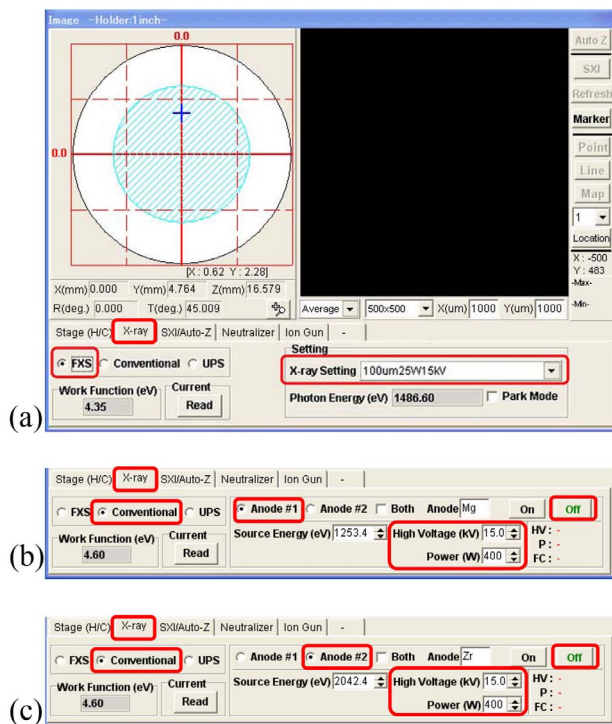 Image -Holder:1inch-
0.0
Auto Z
SXI
Refresh
Marker
Point
Line
Map
1
Location
X : -500
Y : 483
-Max-
-Min-
0.0
[X : 0.62 Y : 2.28]
X(mm) 0.000 Y(mm) 4.764 Z(mm) 16.579
R(deg.) 0.000 T(deg.) 45.009
Average 500x500 X(um) 1000 Y(um) 1000
Stage (H/C) X-ray SXI/Auto-Z Neutralizer Ion Gun -
FXS Conventional UPS
Setting
X-ray Setting 100um25W15kV
Work Function (eV) Current
4.35 Read
Photon Energy (eV) 1486.60 Park Mode
(a)
Stage (H/C) X-ray SXI/Auto-Z Neutralizer Ion Gun -
FXS Conventional UPS Anode #1 Anode #2 Both Anode Mg On Off
Work Function (eV) Current Source Energy (eV) 1253.4 High Voltage (kV) 15.0 HV : -
4.60 Read Power (W) 400 P : -
FC : -
(b)
Stage (H/C) X-ray SXI/Auto-Z Neutralizer Ion Gun -
FXS Conventional UPS Anode #1 Anode #2 Both Anode Zr On Off
Work Function (eV) Current Source Energy (eV) 2042.4 High Voltage (kV) 15.0 HV : -
4.60 Read Power (W) 400 P : -
FC : -
(c)